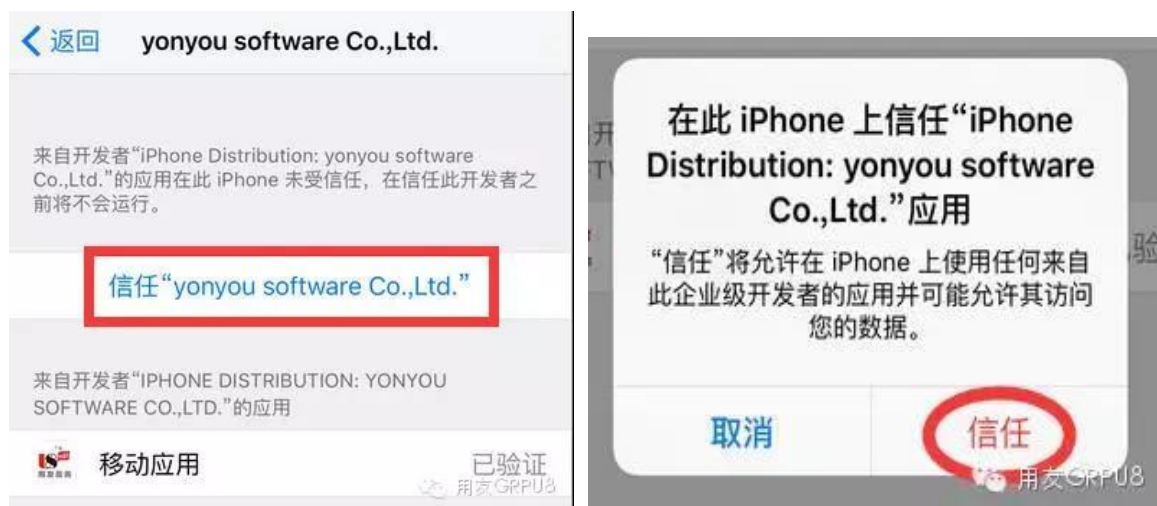 返回
yonyou software Co.,Ltd.
来自开发者“iPhone Distribution: yonyou software
Co.,Ltd.”的应用在此 iPhone 未受信任，在信任此开发者之
前将不会运行。
信任“yonyou software Co.,Ltd.”
来自开发者“IPHONE DISTRIBUTION: YONYOU
SOFTWARE CO.,LTD.”的应用
移动应用
已验证
用友GRPU8
在此 iPhone 上信任“iPhone
Distribution: yonyou software
Co.,Ltd.”应用
“信任”将允许在 iPhone 上使用任何来自
此企业级开发者的应用并可能允许其访问
您的数据。
取消
信任
用友GRPU8